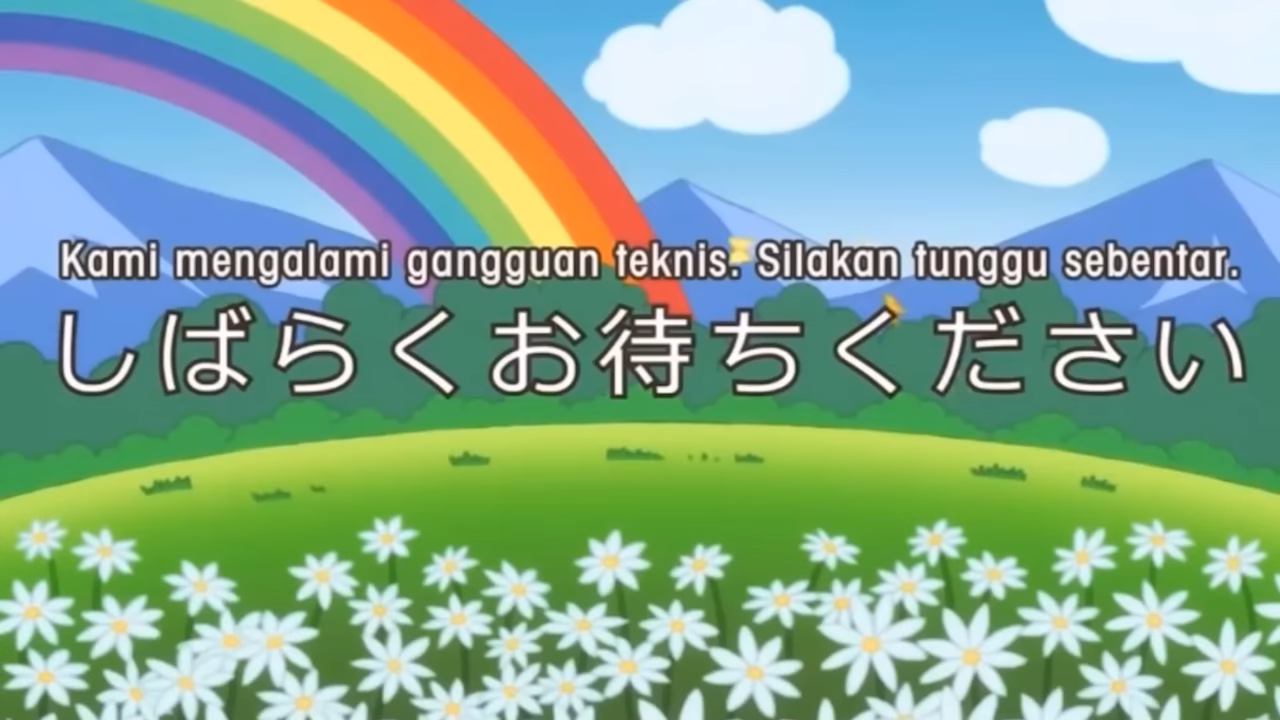 Kami mengalami gangguan teknis. Silakan tunggu sebentar.
しばらくお待ちください